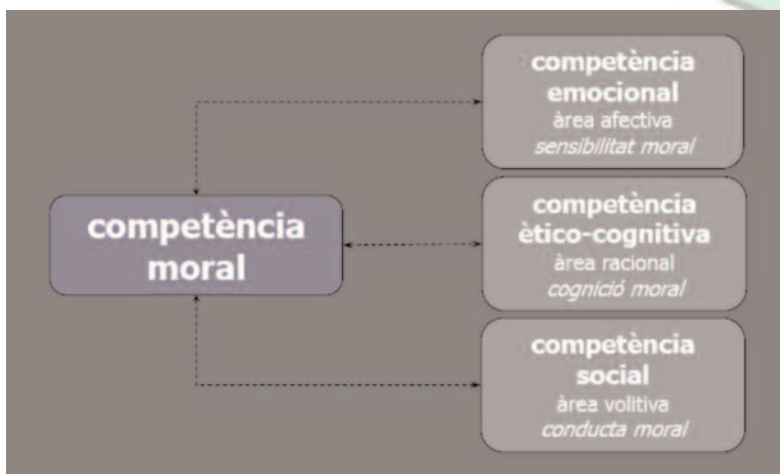 competència
emocional
àrea afectiva
sensibilitat moral
competència
moral
competència
ètico-cognitiva
àrea racional
cognició moral
competència
social
àrea volitiva
conducta moral